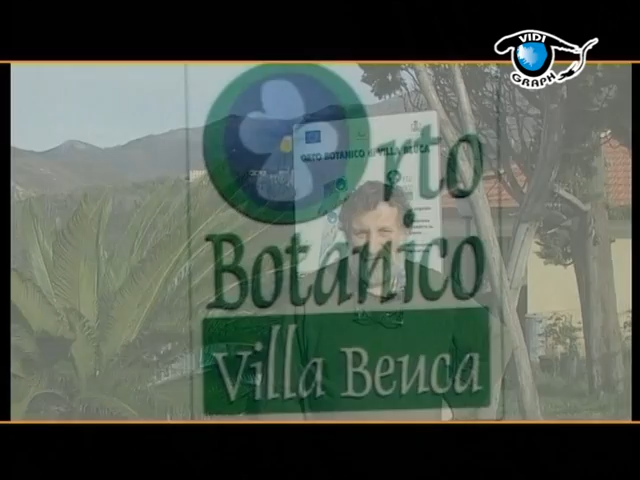 VIDI
GRAPH
ORTO BOTANICO di VILLA BEUCA
Orto
Botanico
Villa Beuca